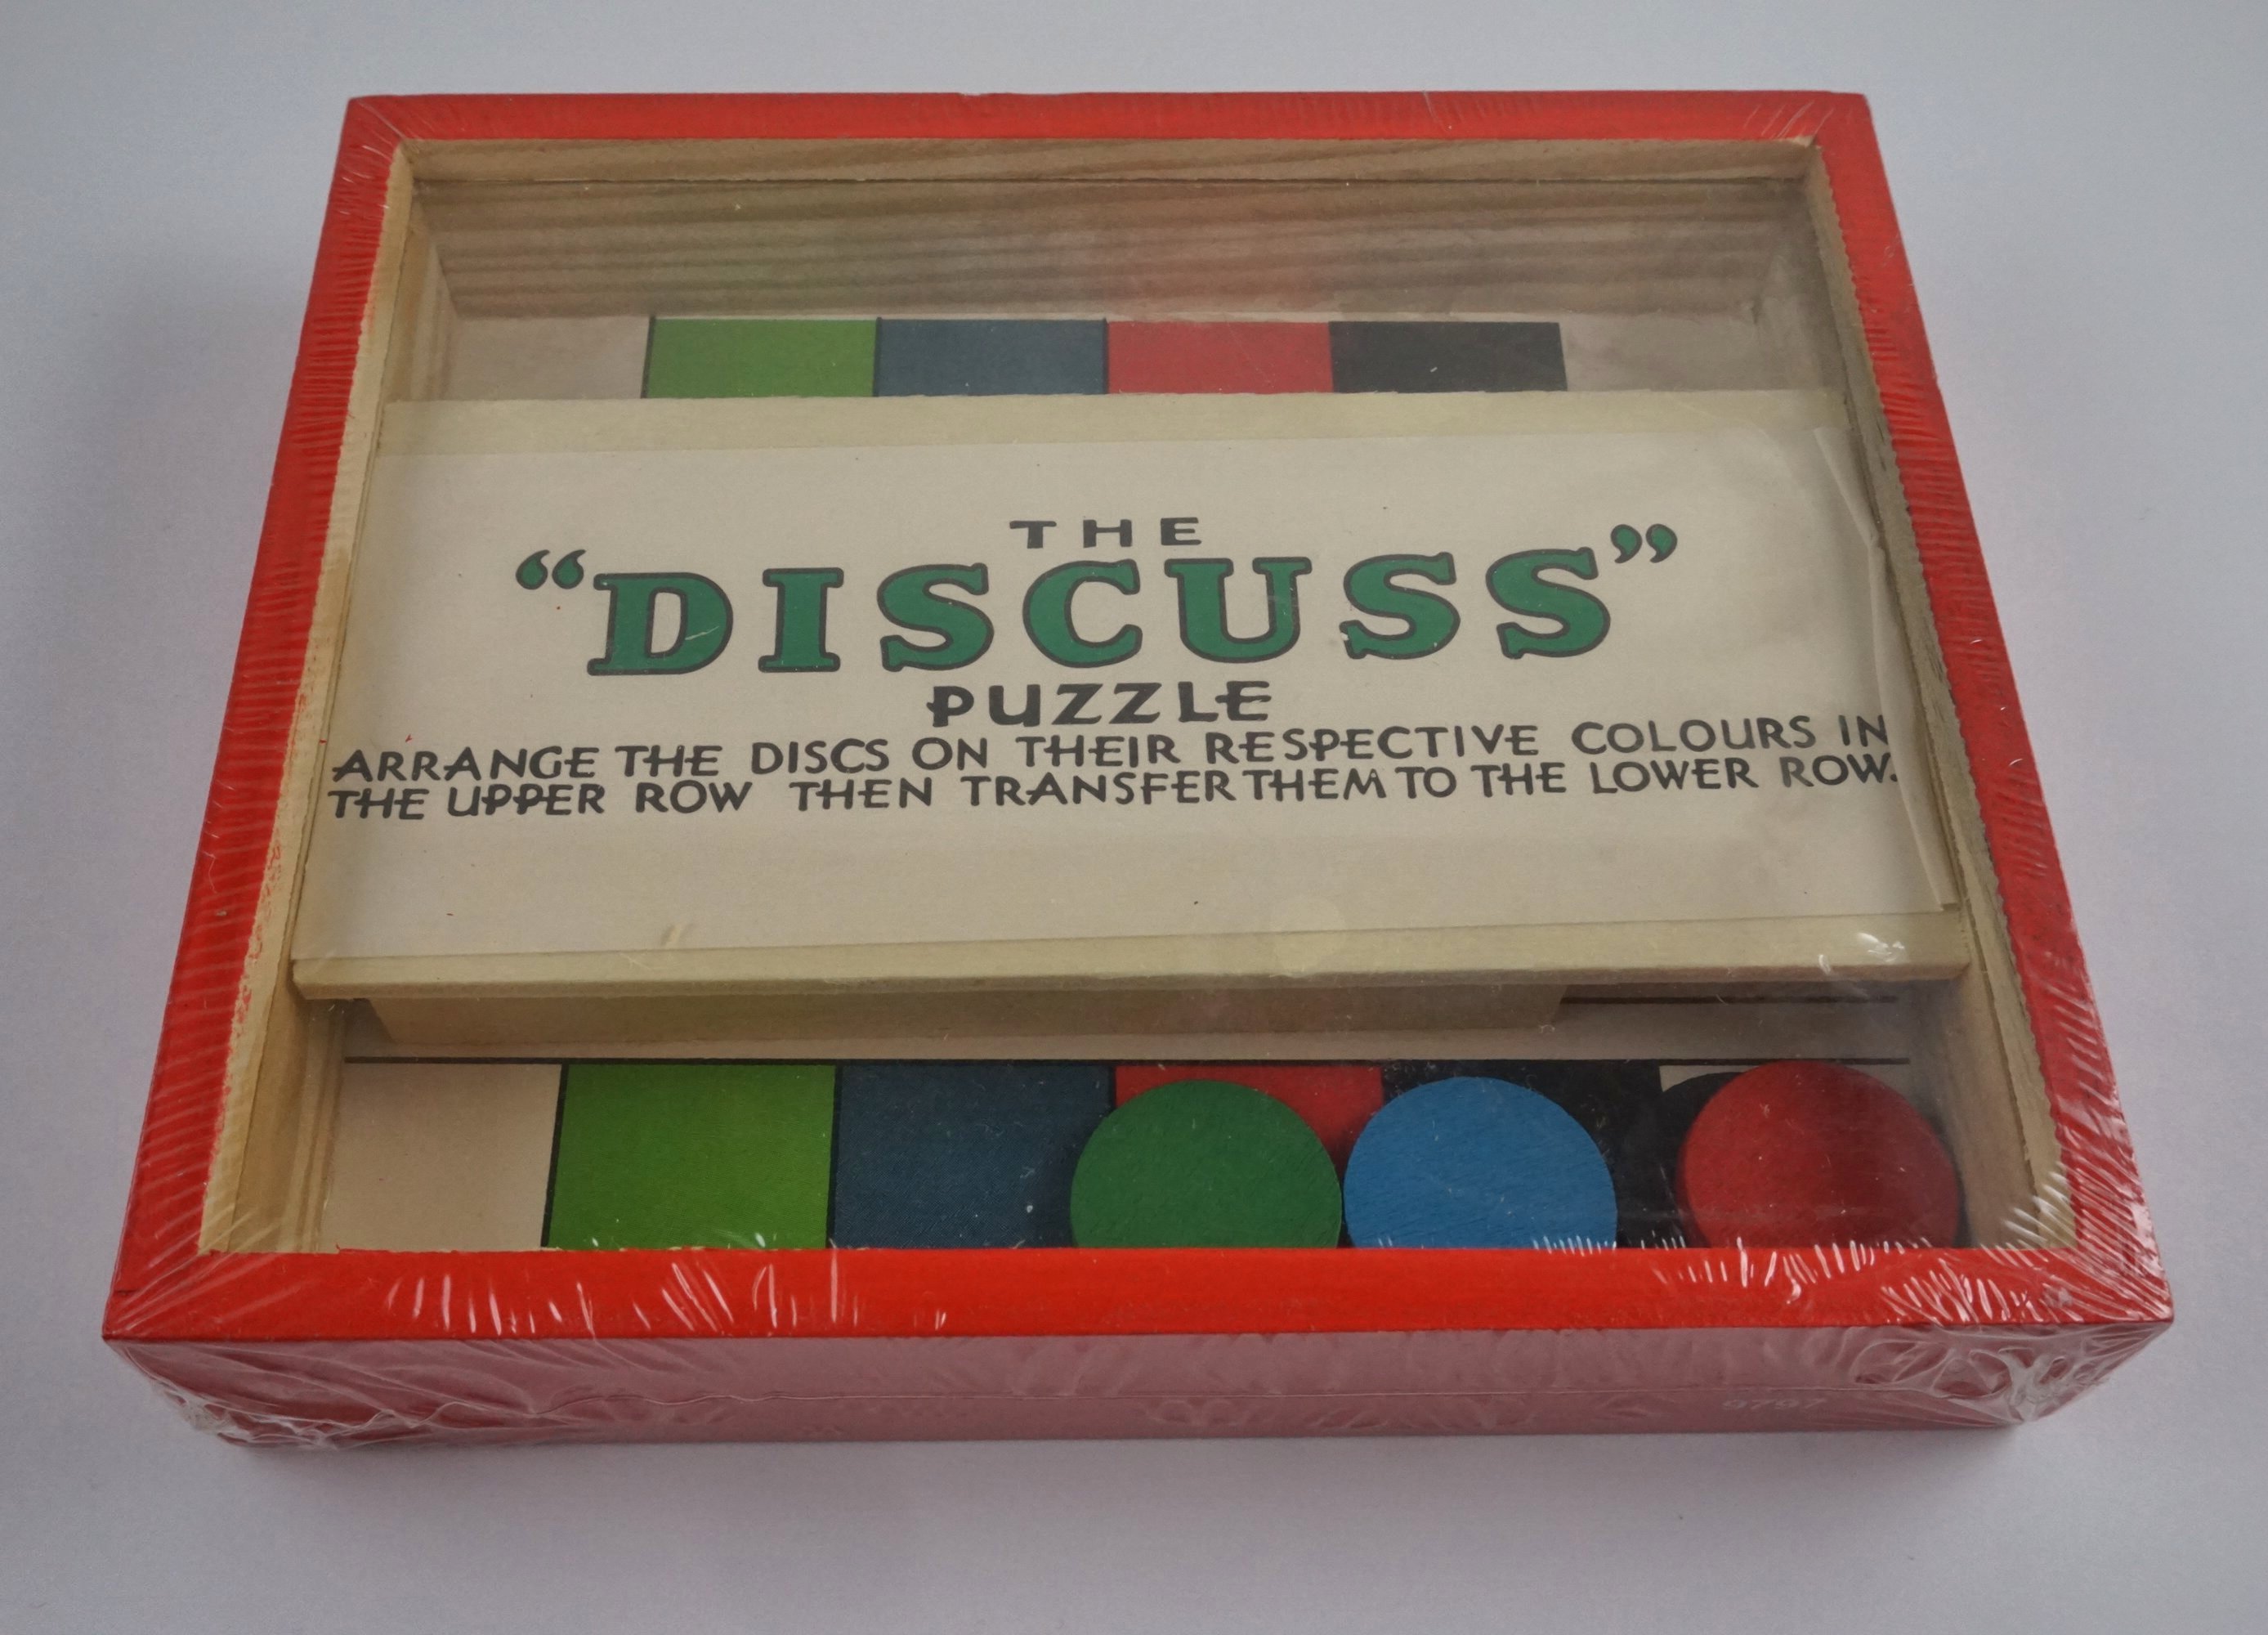 THE
“DISCUSS”
PUZZLE
ARRANGE THE DISCS ON THEIR RESPECTIVE COLOURS IN
THE UPPER ROW THEN TRANSFER THEM TO THE LOWER ROW.